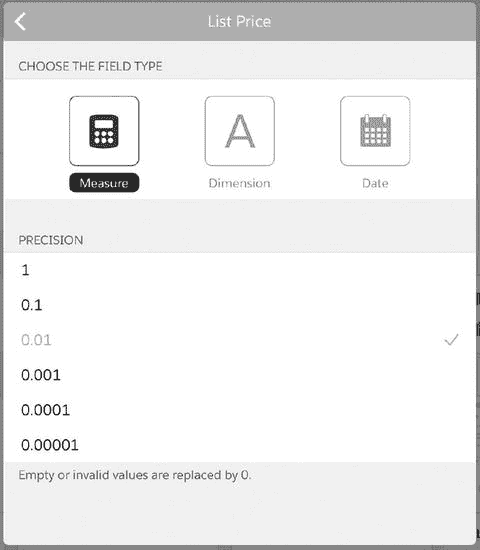 List Price
CHOOSE THE FIELD TYPE
A
Measure Dimension Date
PRECISION
1
0.1
0.01
0.001
0.0001
0.00001
Empty or invalid values are replaced by 0.